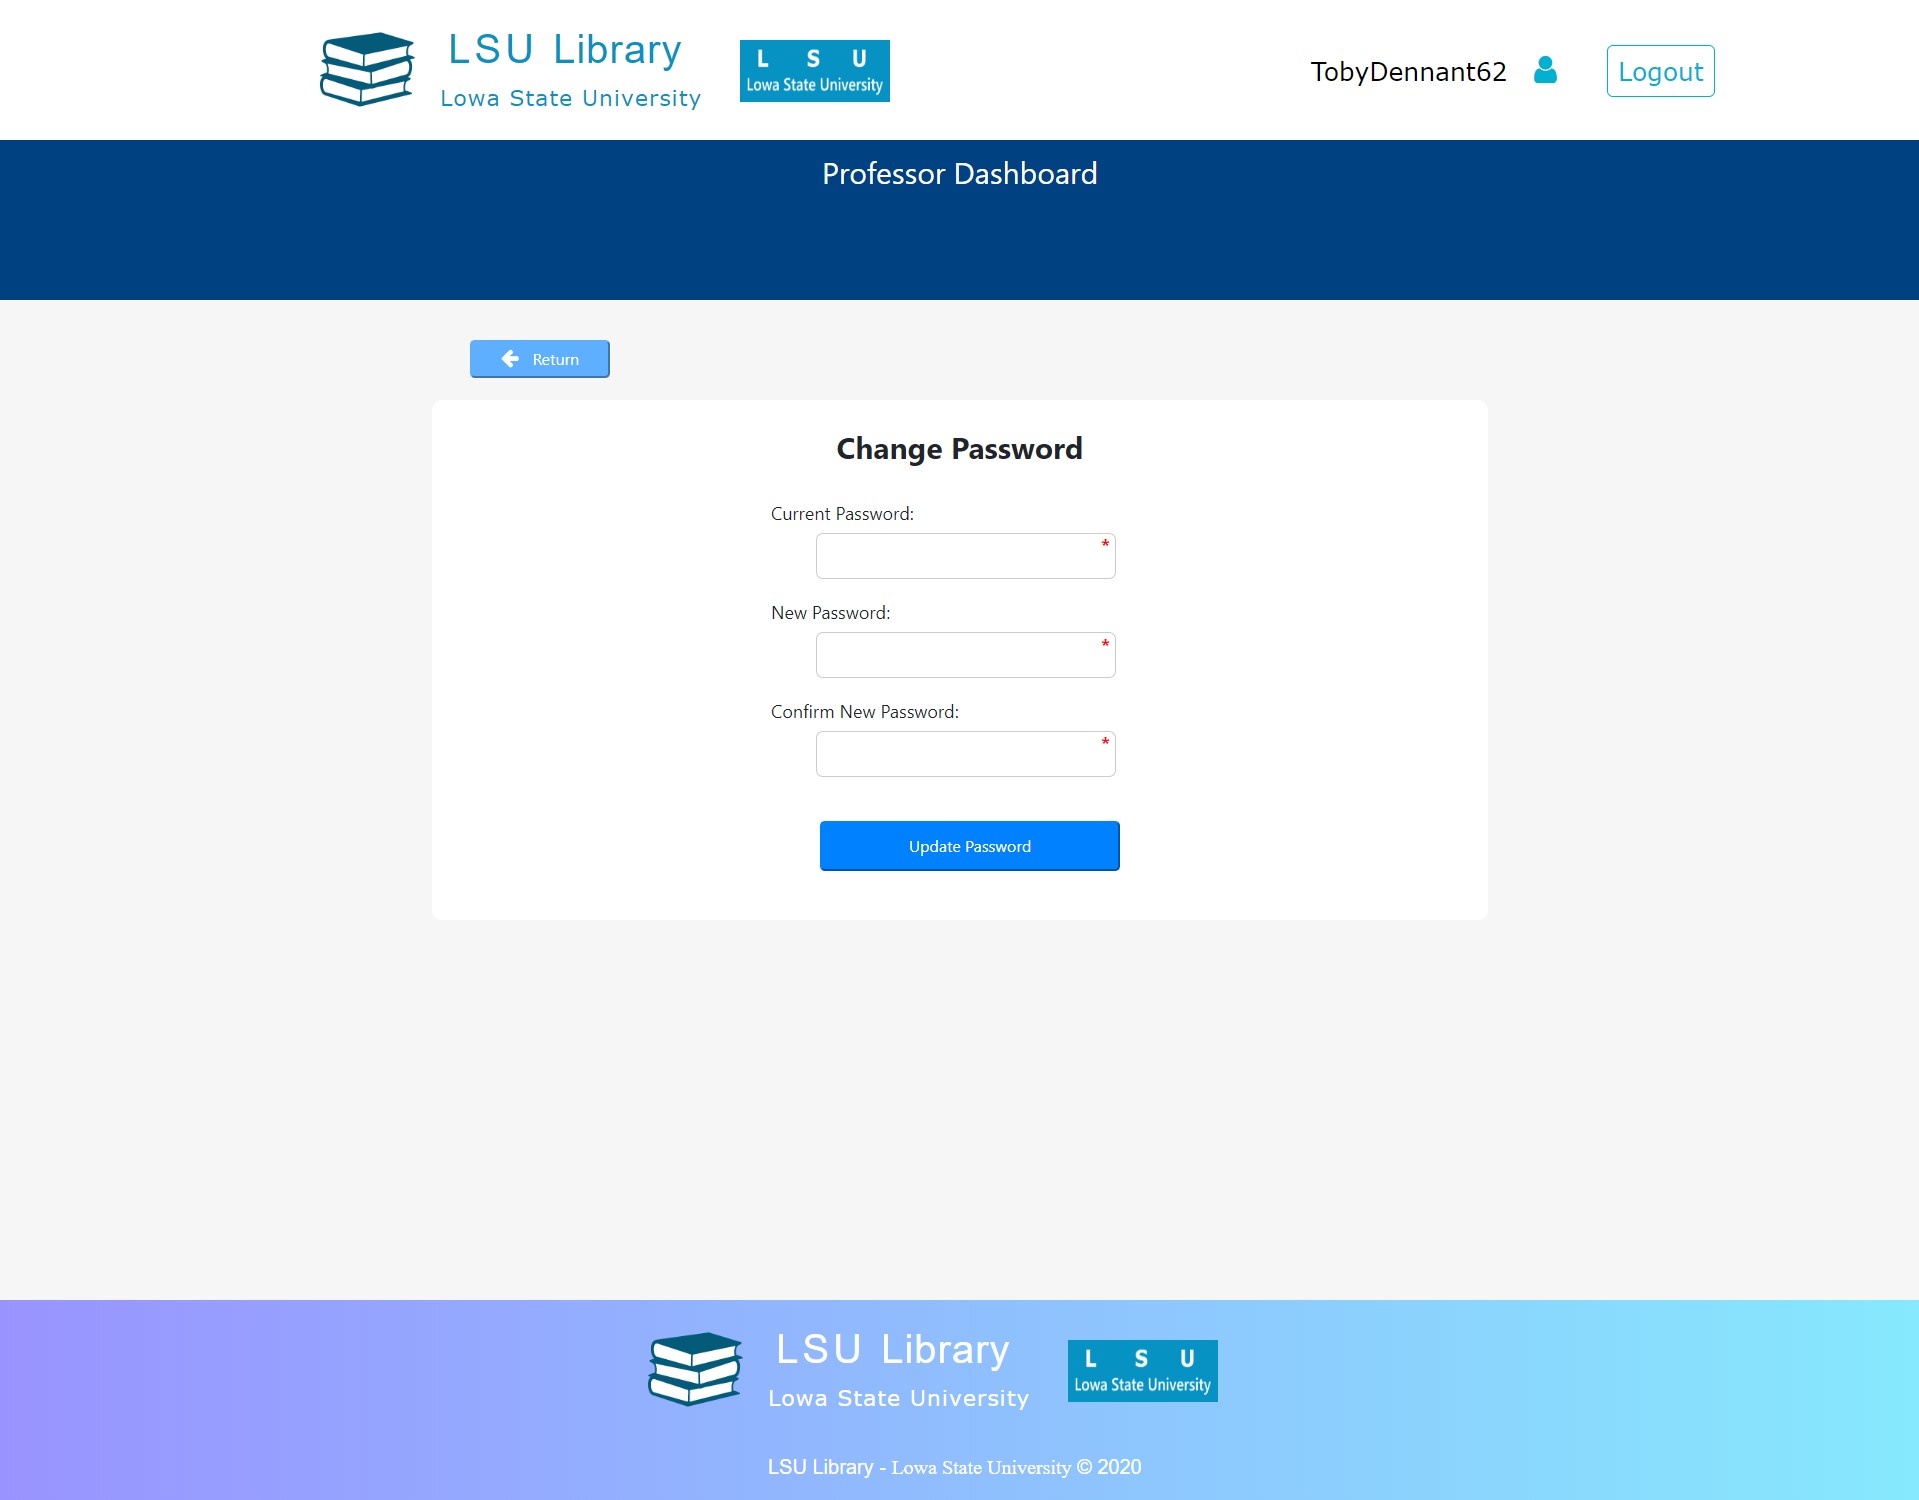 LSU Library
Lowa State University
L S U
Lowa State University
TobyDennant62
Logout
Professor Dashboard
Return
Change Password
Current Password:
*
New Password:
*
Confirm New Password:
*
Update Password
LSU Library
Lowa State University
L S U
Lowa State University
LSU Library - Lowa State University © 2020